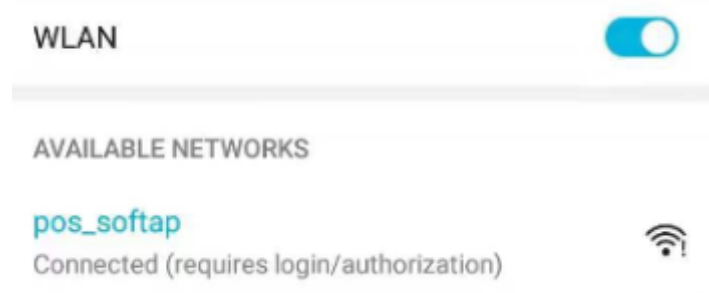 WLAN
AVAILABLE NETWORKS
pos_softap
Connected (requires login/authorization)